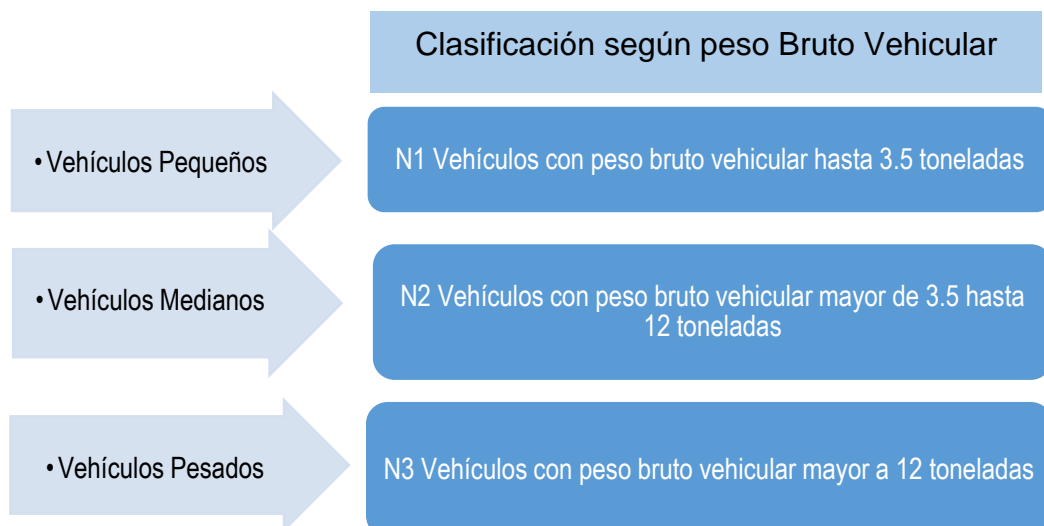 Clasificación según peso Bruto Vehicular
• Vehículos Pequeños
N1 Vehículos con peso bruto vehicular hasta 3.5 toneladas
• Vehículos Medianos
N2 Vehículos con peso bruto vehicular mayor de 3.5 hasta
12 toneladas
• Vehículos Pesados
N3 Vehículos con peso bruto vehicular mayor a 12 toneladas